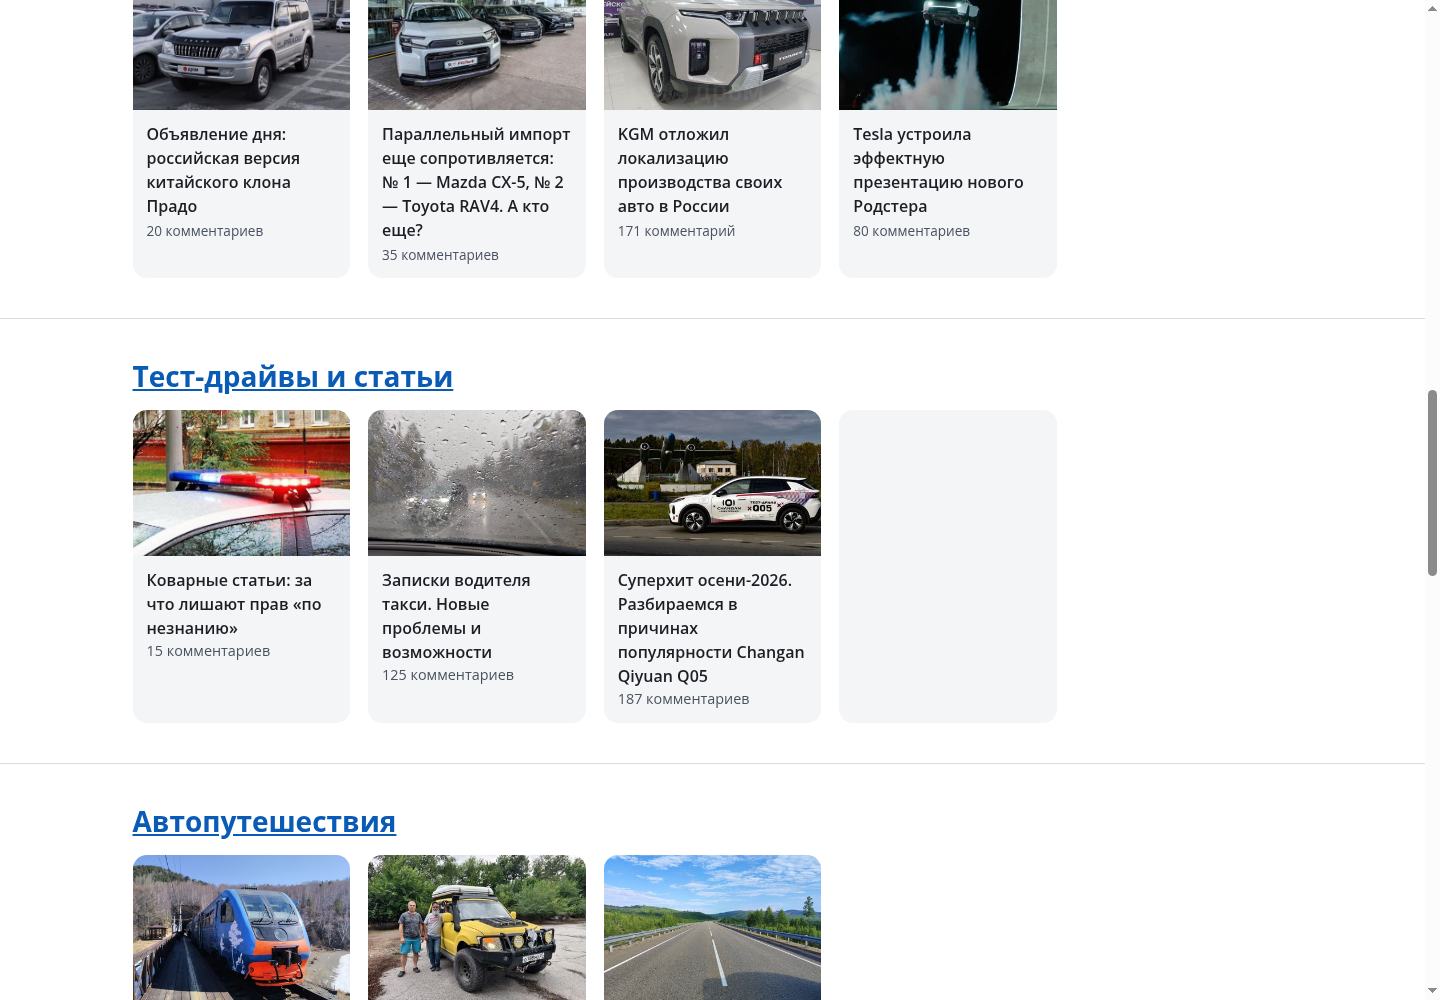 Объявление дня:
российская версия
китайского клона
Прадо
20 комментариев
Параллельный импорт
еще сопротивляется:
№ 1 — Mazda CX-5, № 2
— Toyota RAV4. А кто
еще?
35 комментариев
KGM отложил
локализацию
производства своих
авто в России
171 комментарий
Tesla устроила
эффектную
презентацию нового
Родстера
80 комментариев
Тест-драйвы и статьи
CHANGAN
ТЕСТ-ДРАЙВ
Q05
Коварные статьи: за
что лишают прав «по
незнанию»
15 комментариев
Записки водителя
такси. Новые
проблемы и
возможности
125 комментариев
Суперхит осени-2026.
Разбираемся в
причинах
популярности Changan
Qiyuan Q05
187 комментариев
Автопутешествия